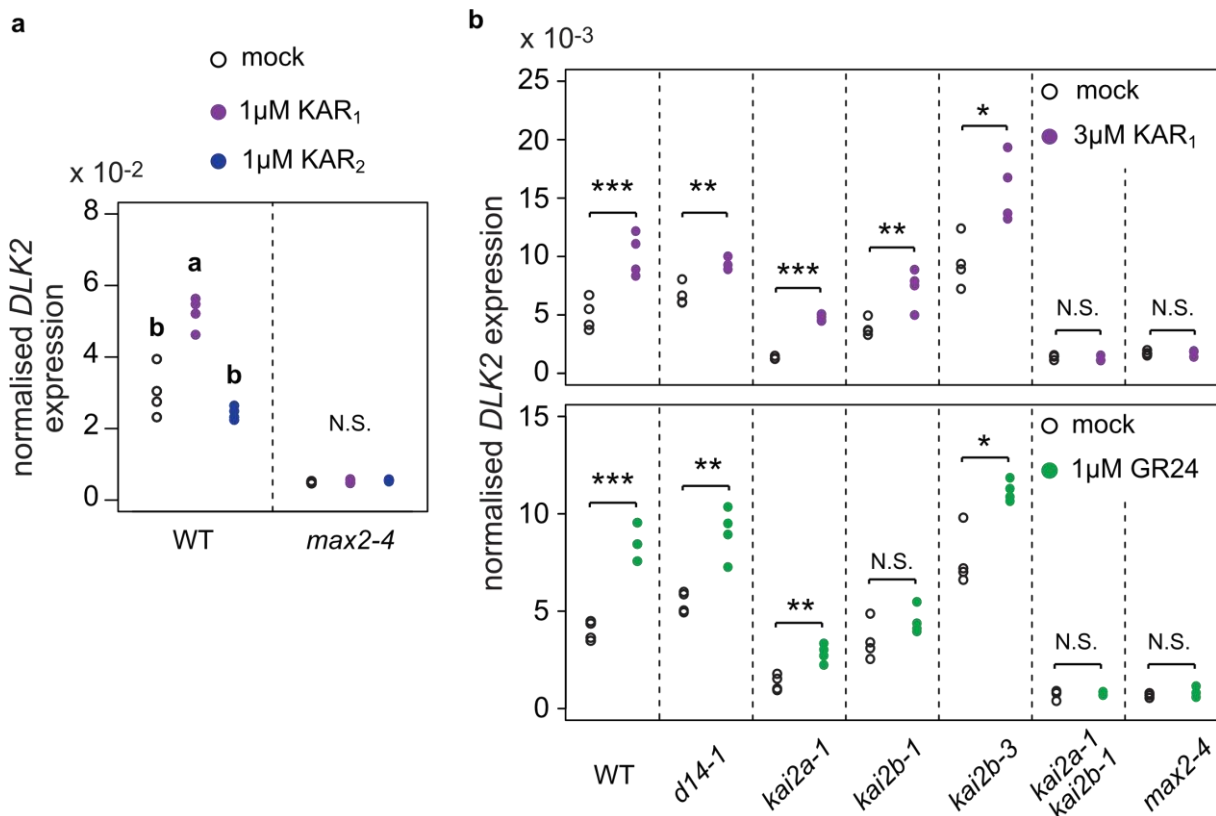 a
mock
1µM KAR₁
1µM KAR₂
x 10⁻²
normalised DLK2
expression
8
6
4
2
0
b
a
b
N.S.
WT
max2-4
b
x 10⁻³
normalised DLK2 expression
25
20
15
10
5
0
mock
3µM KAR₁
***
**
***
**
*
N.S.
N.S.
15
10
5
0
mock
1µM GR24
***
**
**
N.S.
*
N.S.
N.S.
WT
d14-1
kai2a-1
kai2b-1
kai2b-3
kai2a-1
kai2b-1
max2-4